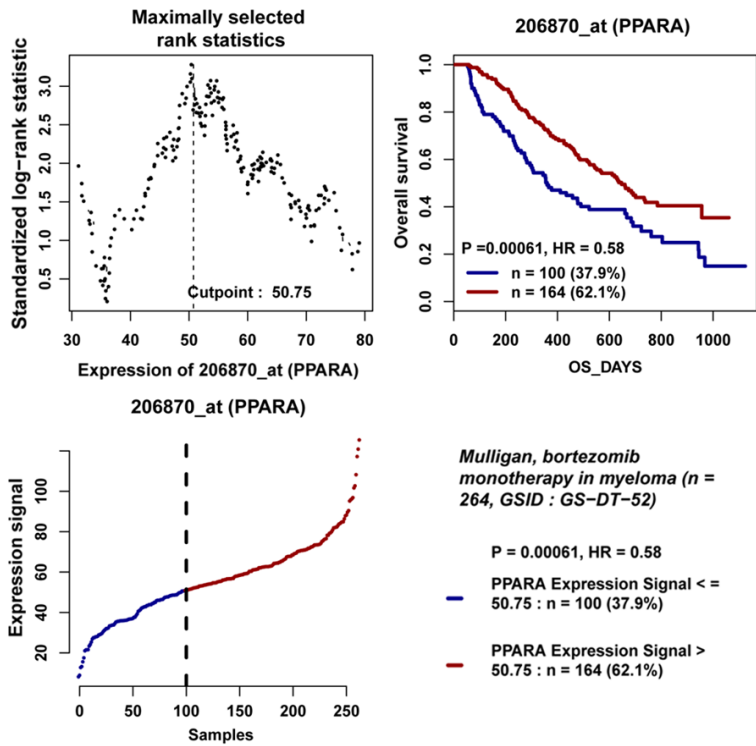 Maximally selected
rank statistics
Standardized log−rank statistic
3.0
2.5
2.0
1.5
1.0
0.5
Cutpoint : 50.75
30 40 50 60 70 80
Expression of 206870_at (PPARA)
206870_at (PPARA)
Overall survival
1.0
0.8
0.6
0.4
0.2
0.0
P =0.00061, HR = 0.58
n = 100 (37.9%)
n = 164 (62.1%)
0 200 400 600 800 1000
OS_DAYS
206870_at (PPARA)
Expression signal
100
80
60
40
20
0 50 100 150 200 250
Samples
Mulligan, bortezomib
monotherapy in myeloma (n =
264, GSID : GS−DT−52)
P = 0.00061, HR = 0.58
PPARA Expression Signal < =
50.75 : n = 100 (37.9%)
PPARA Expression Signal >
50.75 : n = 164 (62.1%)